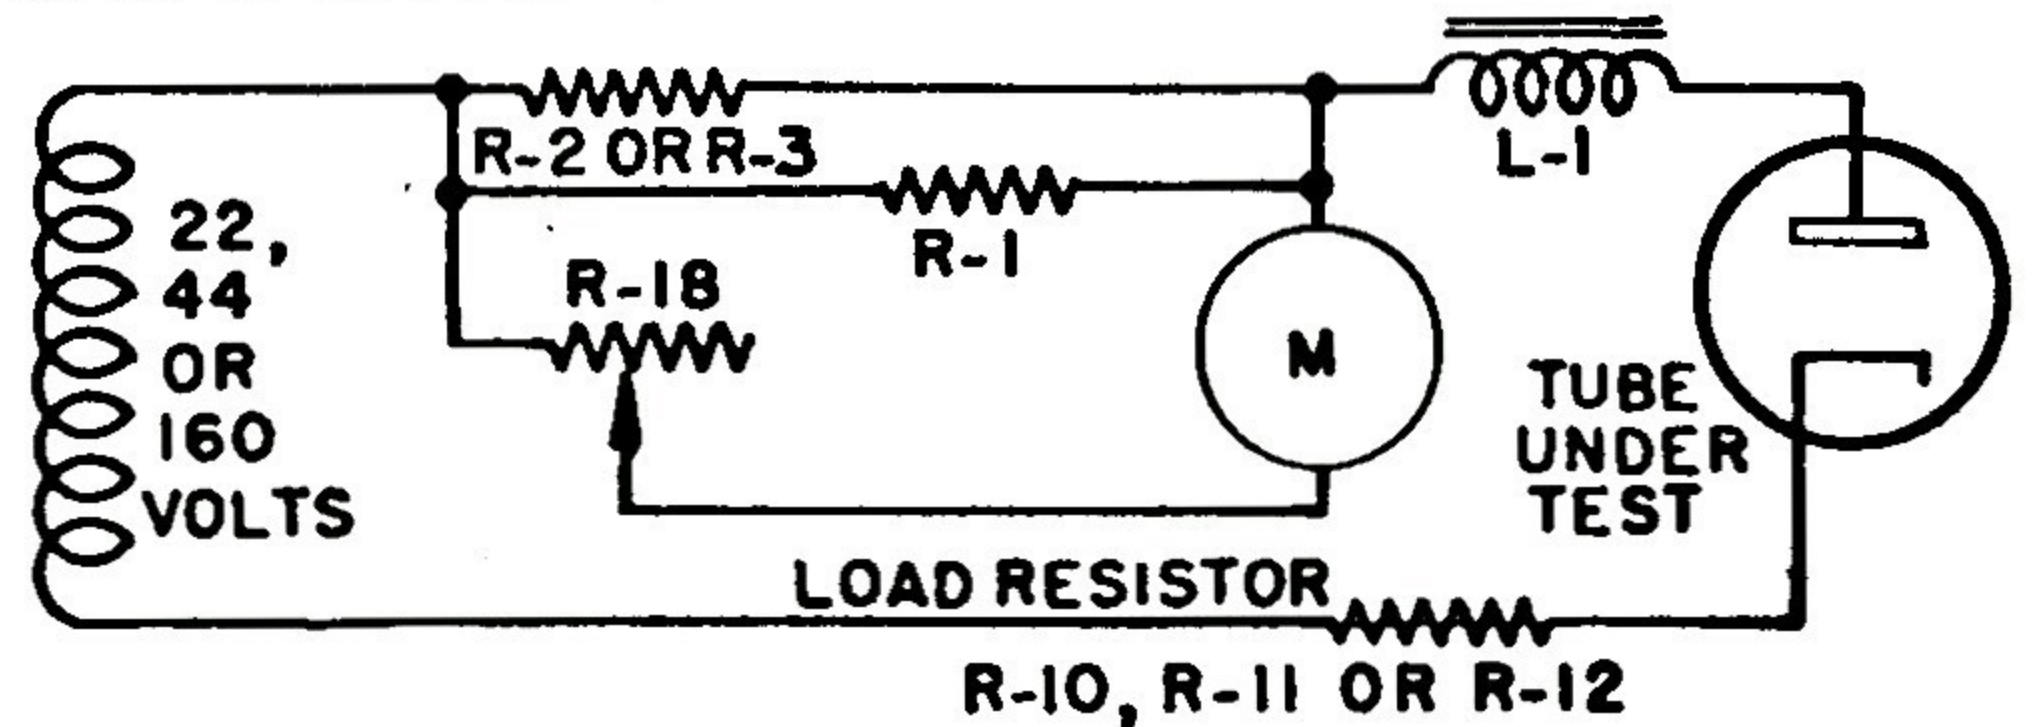 R-2 OR R-3
L-1
R-1
R-18
22,
44
OR
160
VOLTS
M
TUBE
UNDER
TEST
LOAD RESISTOR
R-10, R-11 OR R-12